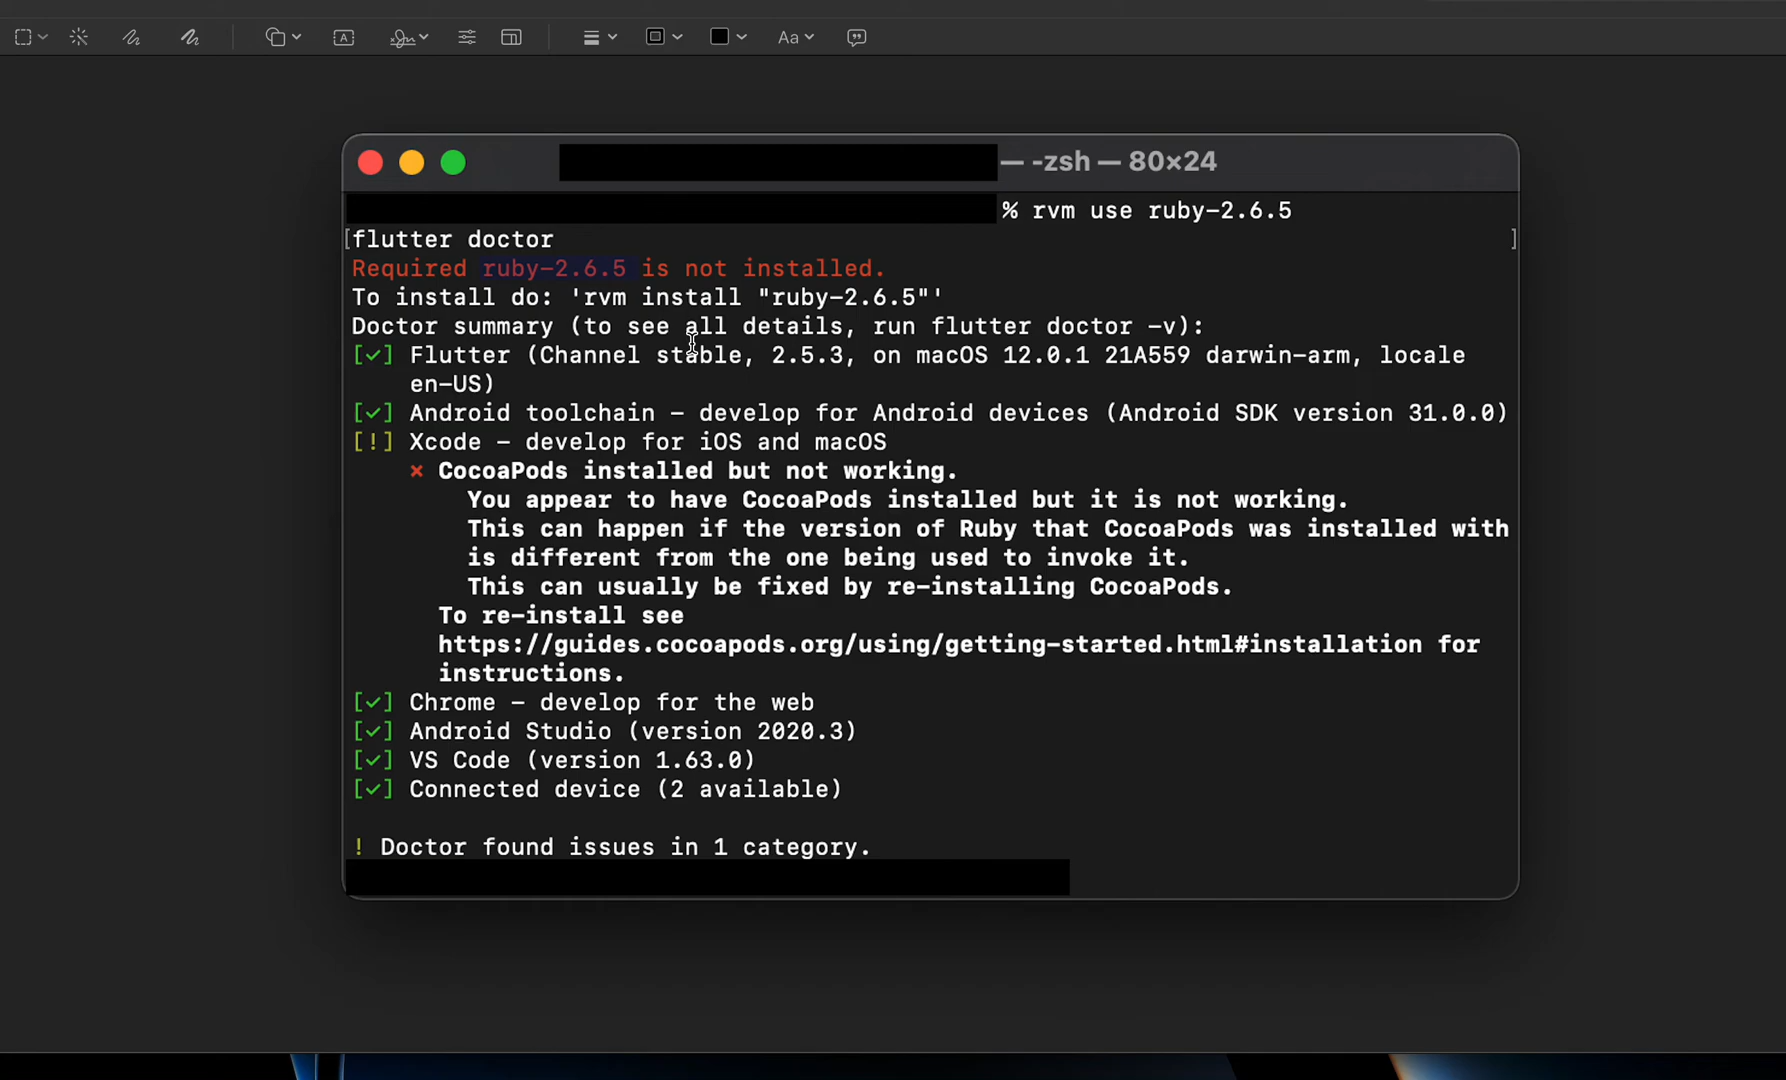 Aa
— -zsh — 80×24
% rvm use ruby-2.6.5
[flutter doctor ]
Required ruby-2.6.5 is not installed.
To install do: 'rvm install "ruby-2.6.5"'
Doctor summary (to see all details, run flutter doctor -v):
[✓] Flutter (Channel stable, 2.5.3, on macOS 12.0.1 21A559 darwin-arm, locale
en-US)
[✓] Android toolchain - develop for Android devices (Android SDK version 31.0.0)
[!] Xcode - develop for iOS and macOS
✗ CocoaPods installed but not working.
You appear to have CocoaPods installed but it is not working.
This can happen if the version of Ruby that CocoaPods was installed with
is different from the one being used to invoke it.
This can usually be fixed by re-installing CocoaPods.
To re-install see
https://guides.cocoapods.org/using/getting-started.html#installation for
instructions.
[✓] Chrome - develop for the web
[✓] Android Studio (version 2020.3)
[✓] VS Code (version 1.63.0)
[✓] Connected device (2 available)
! Doctor found issues in 1 category.